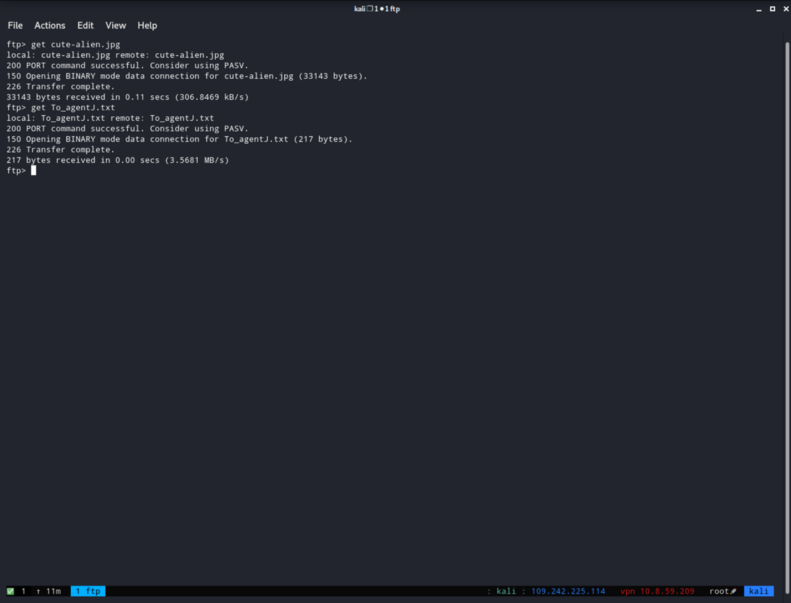 kali 1 1 ftp
File Actions Edit View Help
ftp> get cute-alien.jpg
local: cute-alien.jpg remote: cute-alien.jpg
200 PORT command successful. Consider using PASV.
150 Opening BINARY mode data connection for cute-alien.jpg (33143 bytes).
226 Transfer complete.
33143 bytes received in 0.11 secs (306.8469 kB/s)
ftp> get To_agentJ.txt
local: To_agentJ.txt remote: To_agentJ.txt
200 PORT command successful. Consider using PASV.
150 Opening BINARY mode data connection for To_agentJ.txt (217 bytes).
226 Transfer complete.
217 bytes received in 0.00 secs (3.5681 MB/s)
ftp>
1 ↑ 11m 1 ftp : kali : 109.242.225.114 vpn 10.8.59.209 root kali